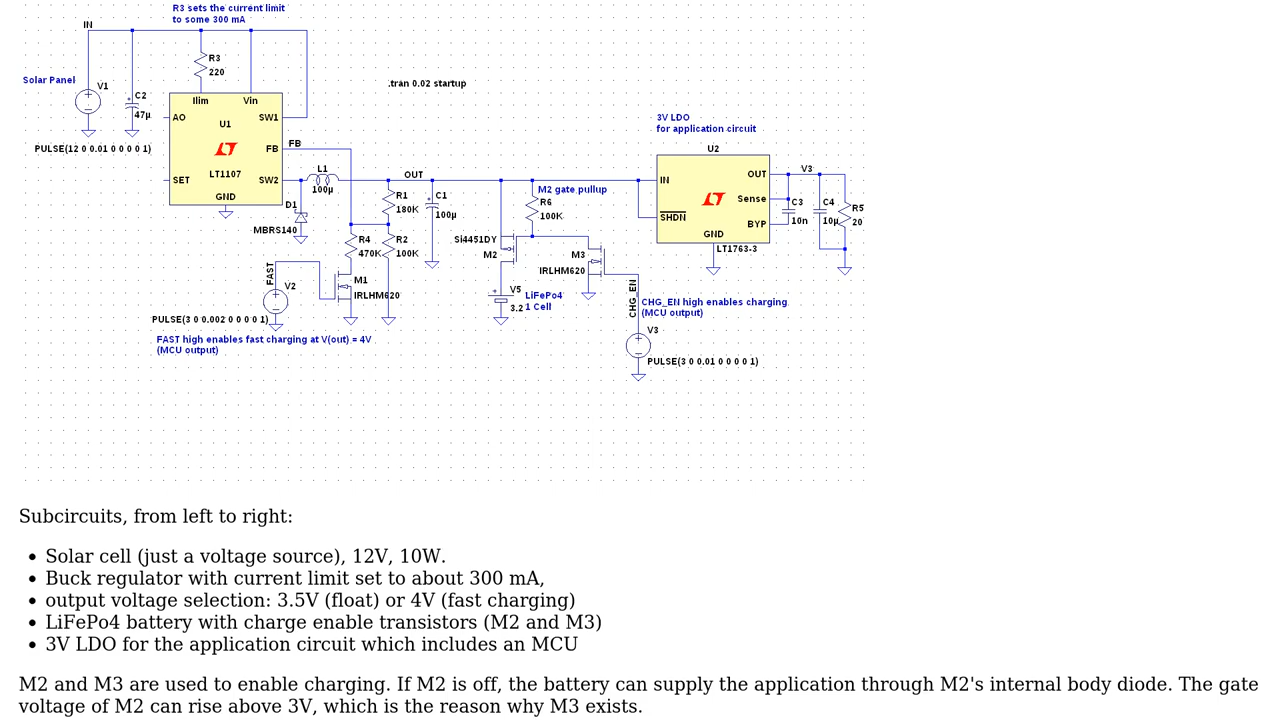 R3 sets the current limit
to some 300 mA
IN
R3
220
Solar Panel
V1
C2
47µ
PULSE(12 0 0.01 0 0 0 0 1)
.tran 0.02 startup
Ilim
Vin
AO
SW1
U1
FB
FB
LT1107
SET
SW2
GND
L1
100µ
D1
MBRS140
OUT
R1
180K
C1
100µ
R4
470K
R2
100K
FAST
V2
M1
IRLHM620
PULSE(3 0 0.002 0 0 0 0 1)
FAST high enables fast charging at V(out) = 4V
(MCU output)
M2 gate pullup
R6
100K
Si4451DY
M2
M3
IRLHM620
V5
3.2
LiFePo4
1 Cell
CHG_EN
CHG_EN high enables charging
(MCU output)
V3
PULSE(3 0 0.01 0 0 0 0 1)
3V LDO
for application circuit
U2
IN
OUT
Sense
SHDN
BYP
GND
LT1763-3
V3
C3
10n
C4
10µ
R5
20
Subcircuits, from left to right:
• Solar cell (just a voltage source), 12V, 10W.
• Buck regulator with current limit set to about 300 mA,
• output voltage selection: 3.5V (float) or 4V (fast charging)
• LiFePo4 battery with charge enable transistors (M2 and M3)
• 3V LDO for the application circuit which includes an MCU
M2 and M3 are used to enable charging. If M2 is off, the battery can supply the application through M2's internal body diode. The gate
voltage of M2 can rise above 3V, which is the reason why M3 exists.